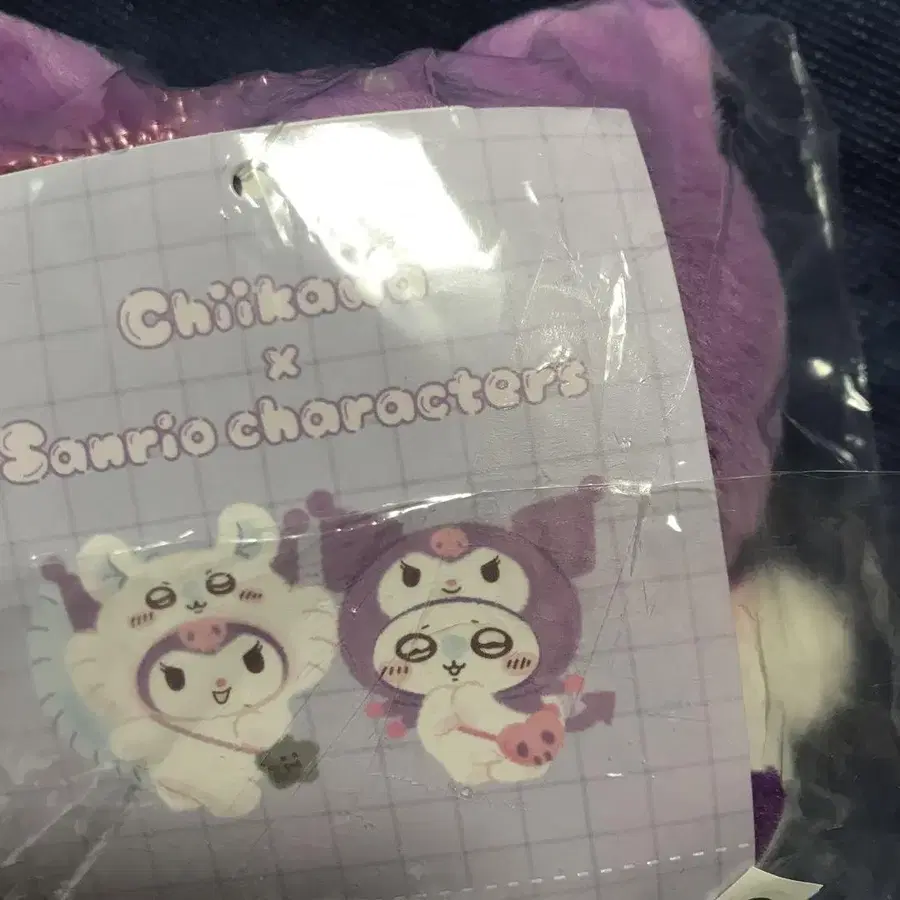 Chiikawa
x
Sanrio characters